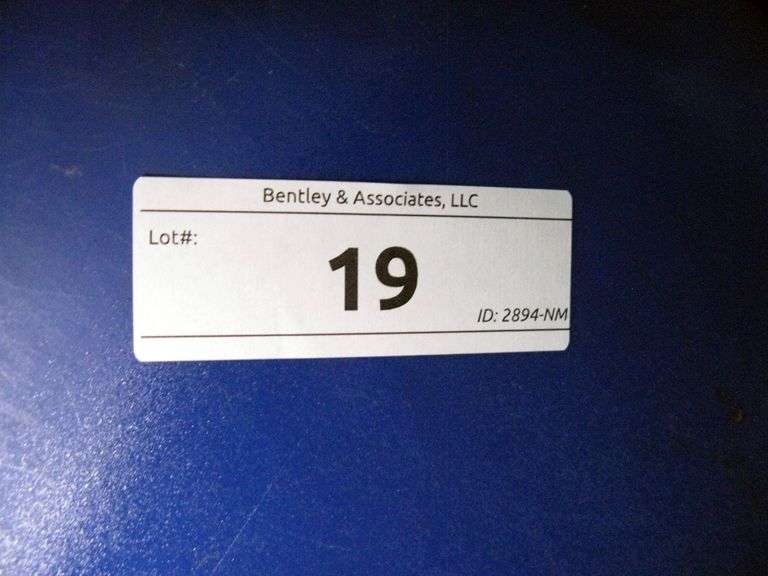 Bentley & Associates, LLC
Lot#:
19
ID: 2894-NM